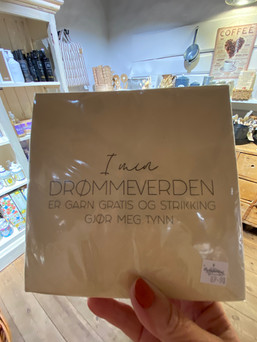 COFFEE
I min
DRØMMEVERDEN
ER GARN GRATIS OG STRIKKING
GJØR MEG TYNN